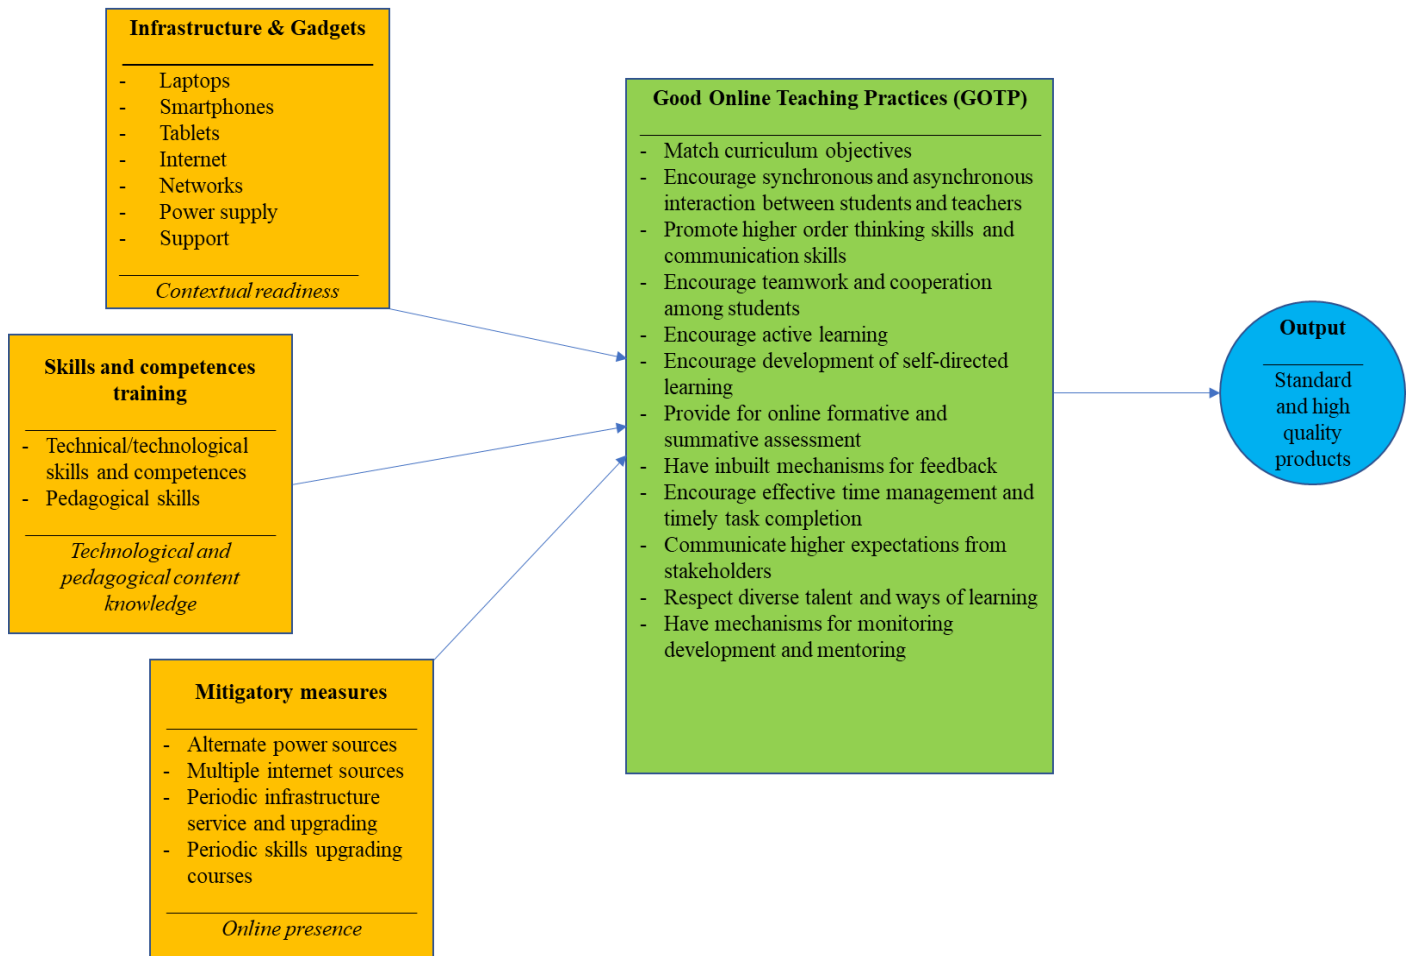 Infrastructure & Gadgets
- Laptops
- Smartphones
- Tablets
- Internet
- Networks
- Power supply
- Support
Contextual readiness
Skills and competences
training
- Technical/technological
skills and competences
- Pedagogical skills
Technological and
pedagogical content
knowledge
Mitigatory measures
- Alternate power sources
- Multiple internet sources
- Periodic infrastructure
service and upgrading
- Periodic skills upgrading
courses
Online presence
Good Online Teaching Practices (GOTP)
- Match curriculum objectives
- Encourage synchronous and asynchronous
interaction between students and teachers
- Promote higher order thinking skills and
communication skills
- Encourage teamwork and cooperation
among students
- Encourage active learning
- Encourage development of self-directed
learning
- Provide for online formative and
summative assessment
- Have inbuilt mechanisms for feedback
- Encourage effective time management and
timely task completion
- Communicate higher expectations from
stakeholders
- Respect diverse talent and ways of learning
- Have mechanisms for monitoring
development and mentoring
Output
Standard
and high
quality
products